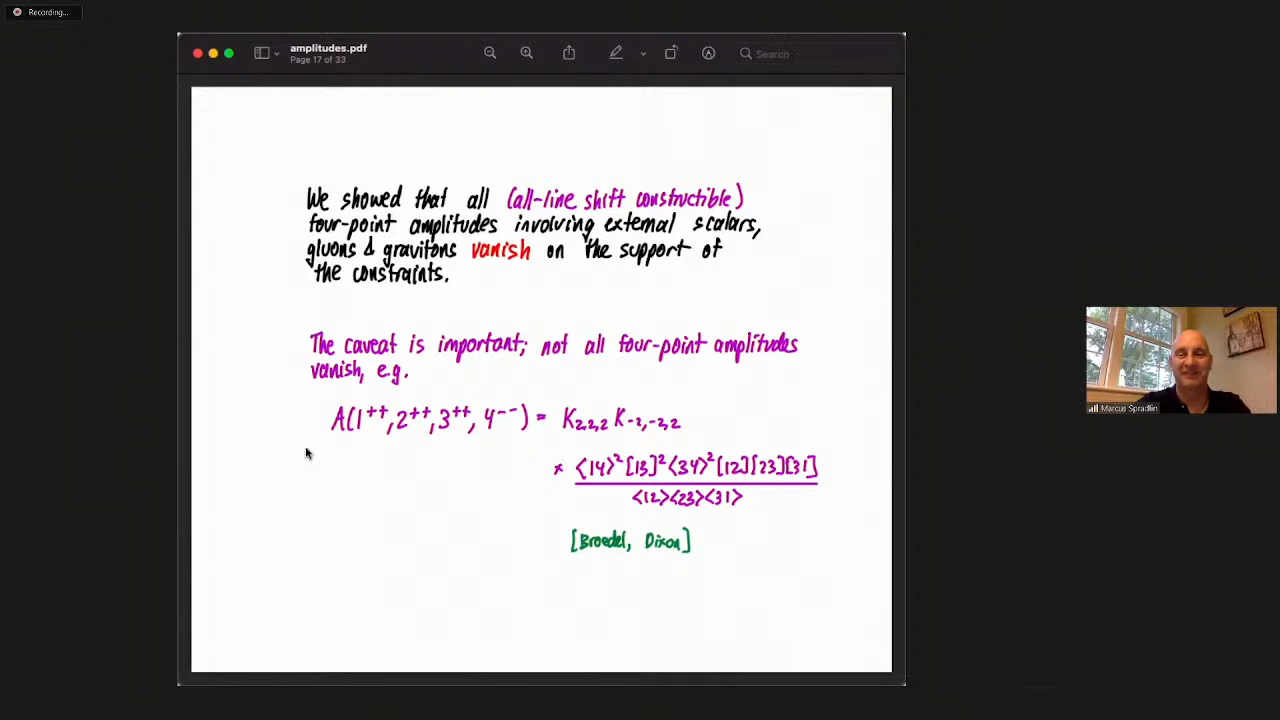 Recording...
amplitudes.pdf
Page 17 of 33
Search
We showed that all (all-line shift constructible)
four-point amplitudes involving external scalars,
gluons & gravitons vanish on the support of
the constraints.
The caveat is important; not all four-point amplitudes
vanish, e.g.
A(1⁺⁺,2⁺⁺,3⁺⁺,4⁻⁻) = K₂,₂,₂ K₋₂,₋₂,₂
× ⟨14⟩²[13]²⟨34⟩²[12][23][31]
⟨12⟩⟨23⟩⟨31⟩
[Broedel, Dixon]
Marcus Spradlin